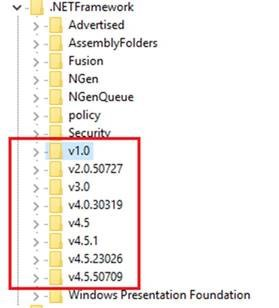 .NETFramework
Advertised
AssemblyFolders
Fusion
NGen
NGenQueue
policy
Security
v1.0
v2.0.50727
v3.0
v4.0.30319
v4.5
v4.5.1
v4.5.23026
v4.5.50709
Windows Presentation Foundation